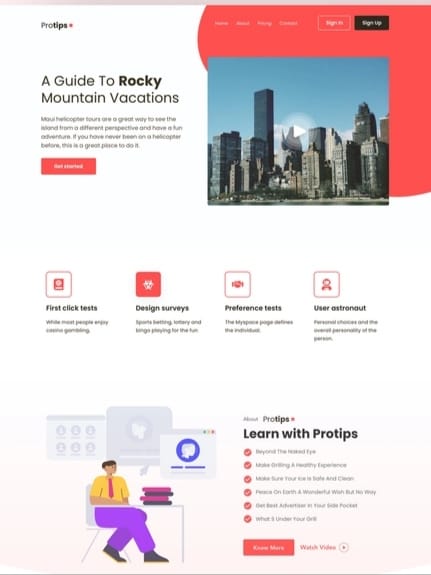 Protips
Home About Pricing Contact Sign In Sign Up
A Guide To Rocky
Mountain Vacations
Maui helicopter tours are a great way to see the
island from a different perspective and have a fun
adventure. If you have never been on a helicopter
before, this is a great place to do it.
Get started
First click tests
While most people enjoy
casino gambling,
Design surveys
Sports betting, lottery and
bingo playing for the fun
Preference tests
The Myspace page defines
the individual.
User astronaut
Personal choices and the
overall personality of the
person.
About Protips
Learn with Protips
Beyond The Naked Eye
Make Grilling A Healthy Experience
Make Sure Your Ice Is Safe And Clean
Peace On Earth A Wonderful Wish But No Way
Get Best Advertiser In Your Side Pocket
What S Under Your Grill
Know More Watch Video